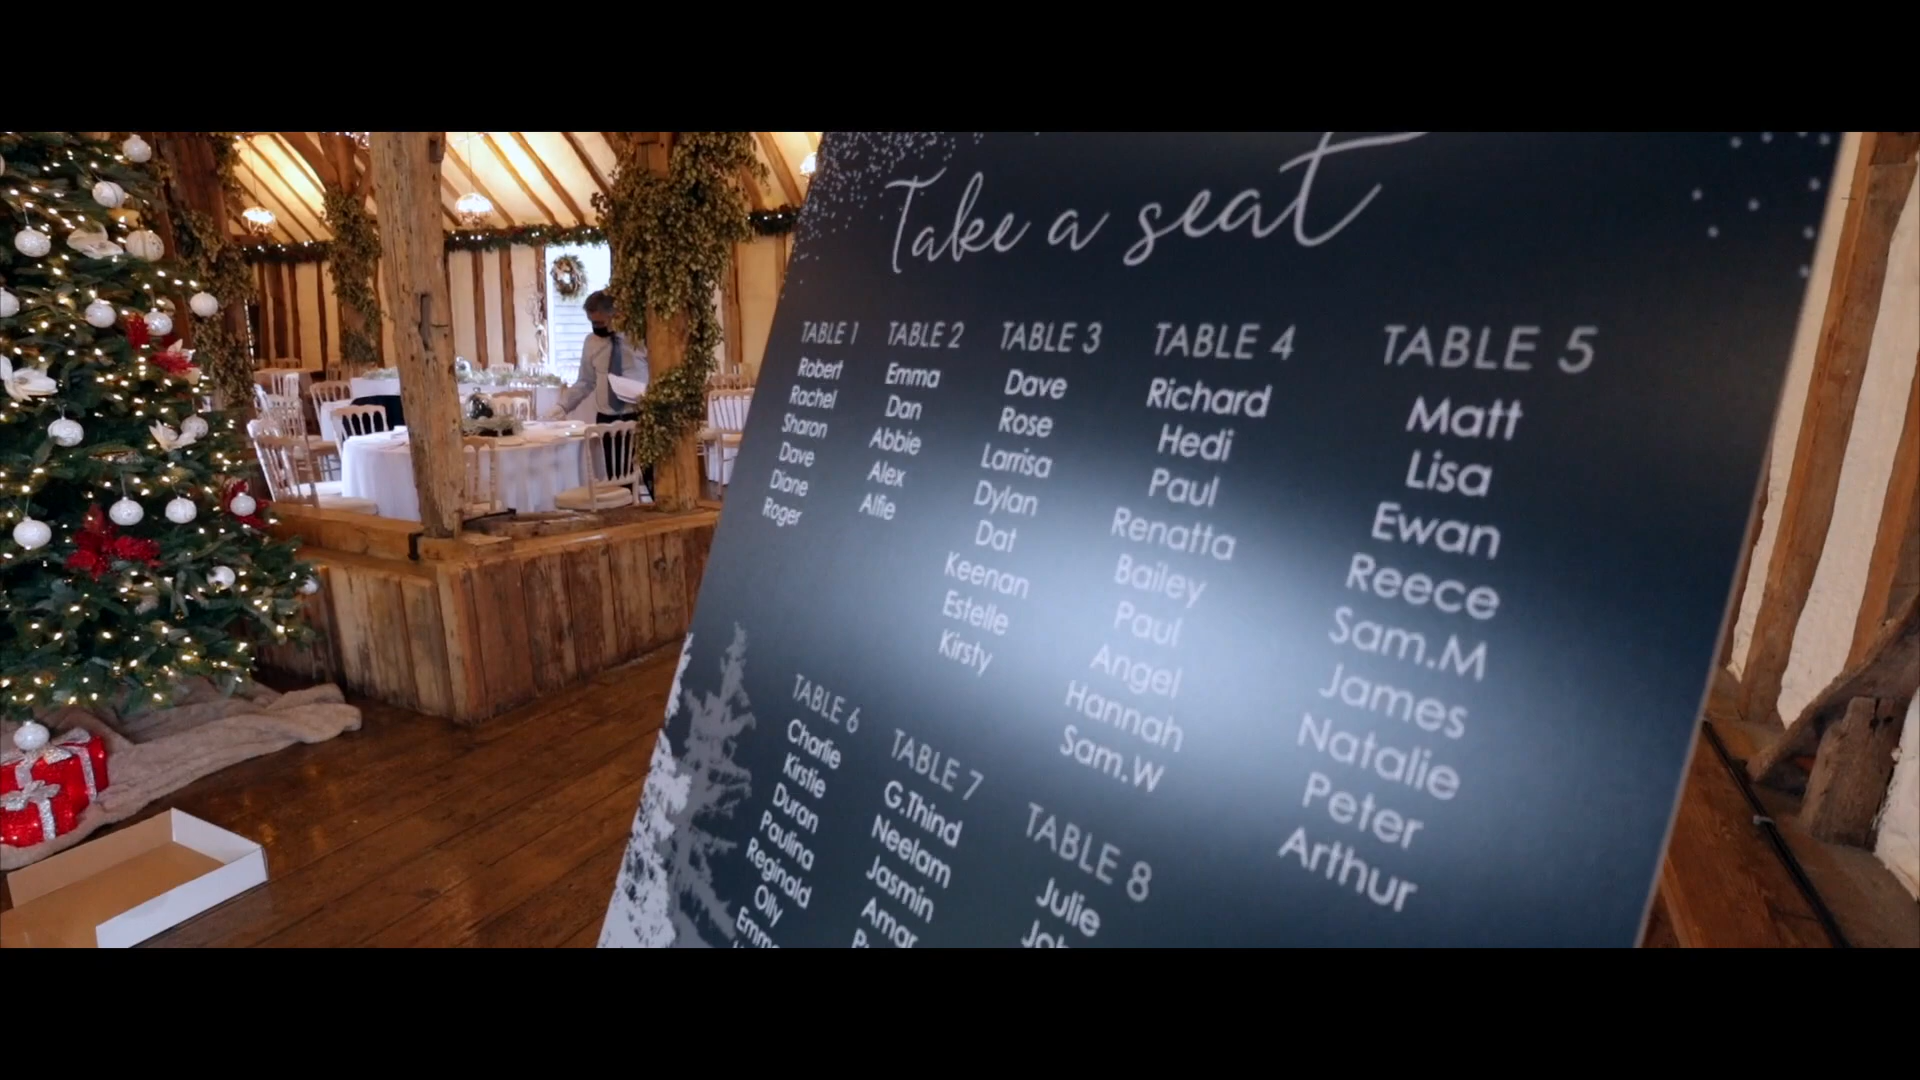 Take a seat
TABLE 1
Robert
Rachel
Sharon
Dave
Diane
Roger
TABLE 2
Emma
Dan
Abbie
Alex
Alfie
TABLE 3
Dave
Rose
Larrisa
Dylan
Dat
Keenan
Estelle
Kirsty
TABLE 4
Richard
Hedi
Paul
Renatta
Bailey
Paul
Angel
Hannah
Sam.W
TABLE 5
Matt
Lisa
Ewan
Reece
Sam.M
James
Natalie
Peter
Arthur
TABLE 6
Charlie
Kirstie
Duran
Paulina
Reginald
Olly
TABLE 7
G.Thind
Neelam
Jasmin
Amar
TABLE 8
Julie